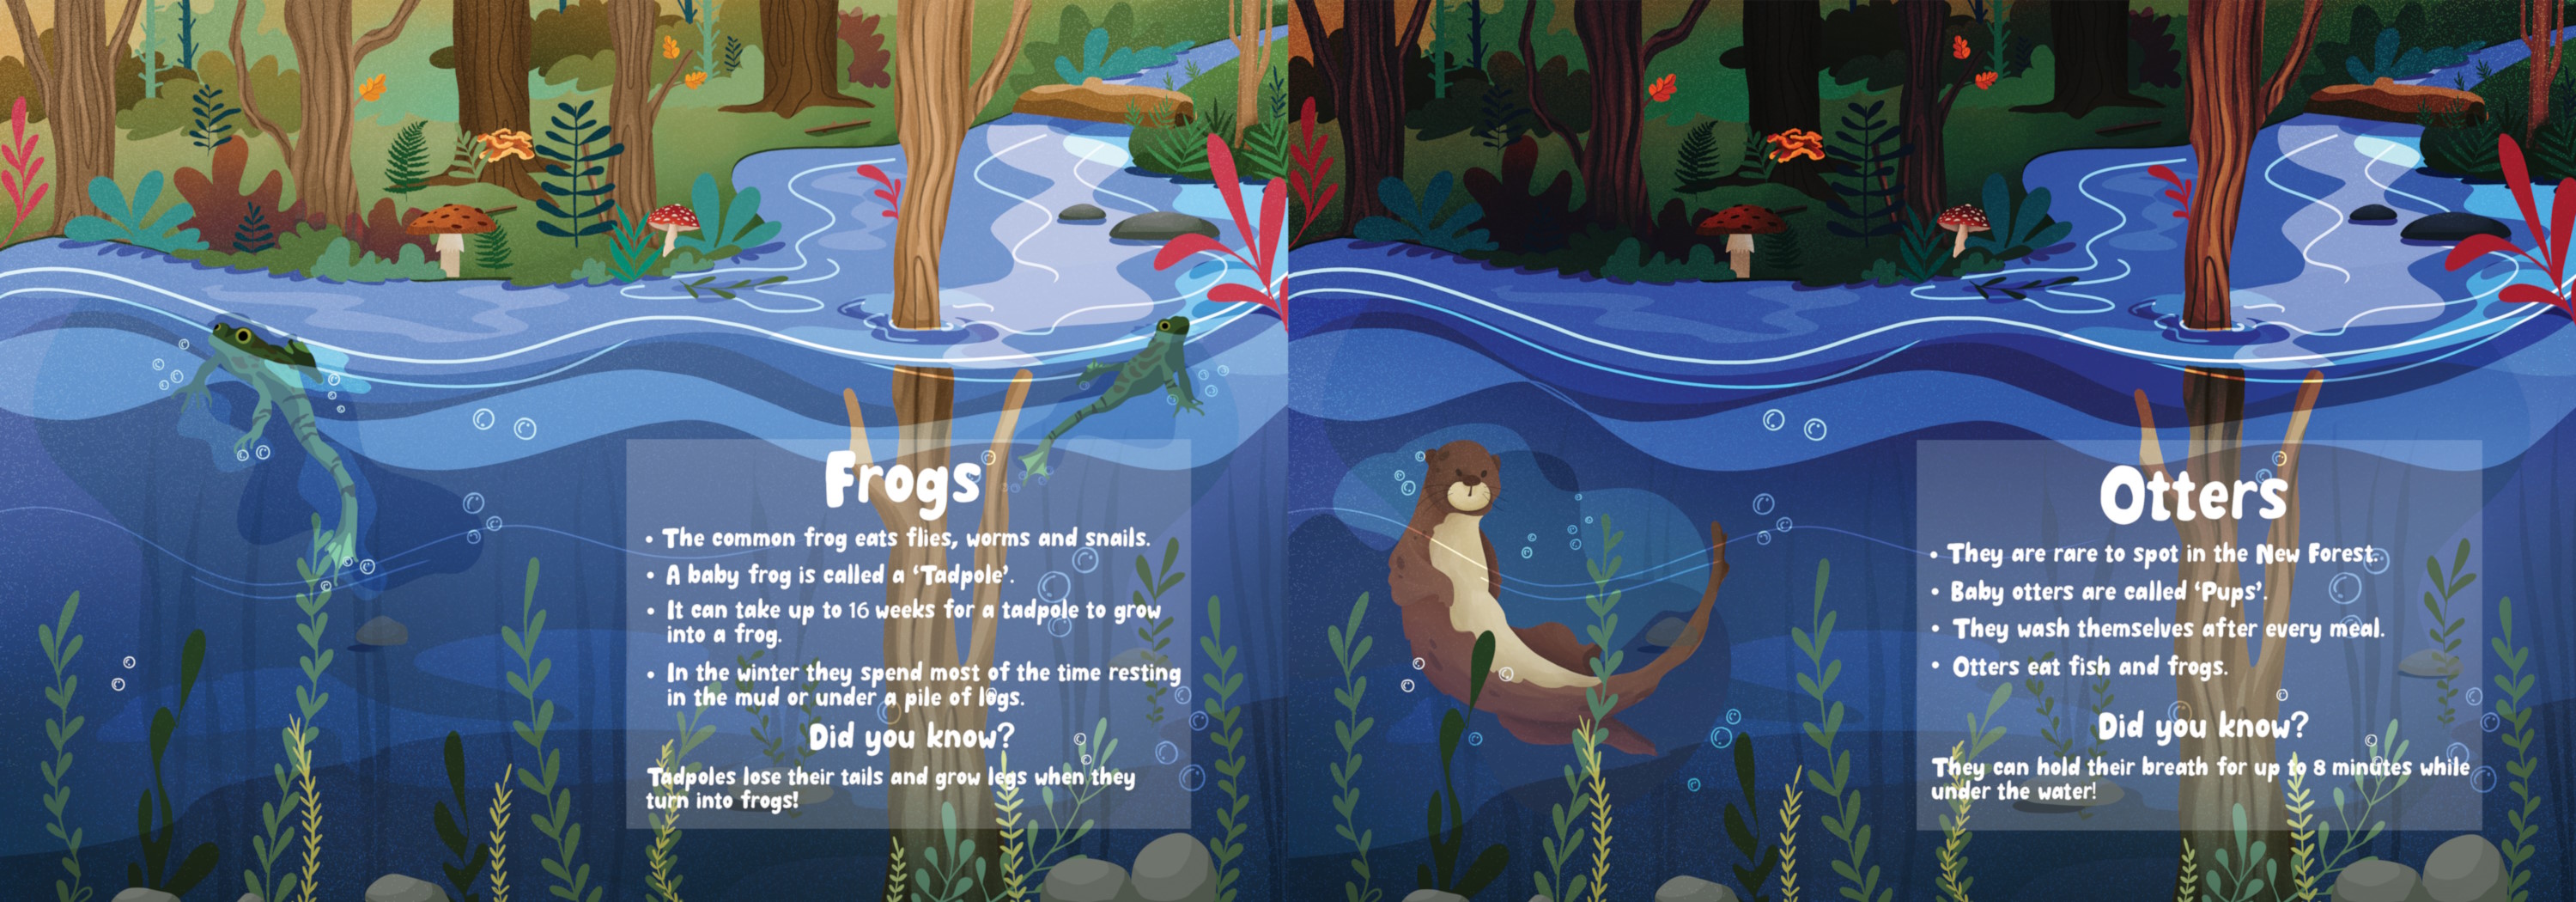 Frogs
• The common frog eats flies, worms and snails.
• A baby frog is called a ‘Tadpole’.
• It can take up to 16 weeks for a tadpole to grow
into a frog.
• In the winter they spend most of the time resting
in the mud or under a pile of logs.
Did you know?
Tadpoles lose their tails and grow legs when they
turn into frogs!
Otters
• They are rare to spot in the New Forest.
• Baby otters are called ‘Pups’.
• They wash themselves after every meal.
• Otters eat fish and frogs.
Did you know?
They can hold their breath for up to 8 minutes while
under the water!